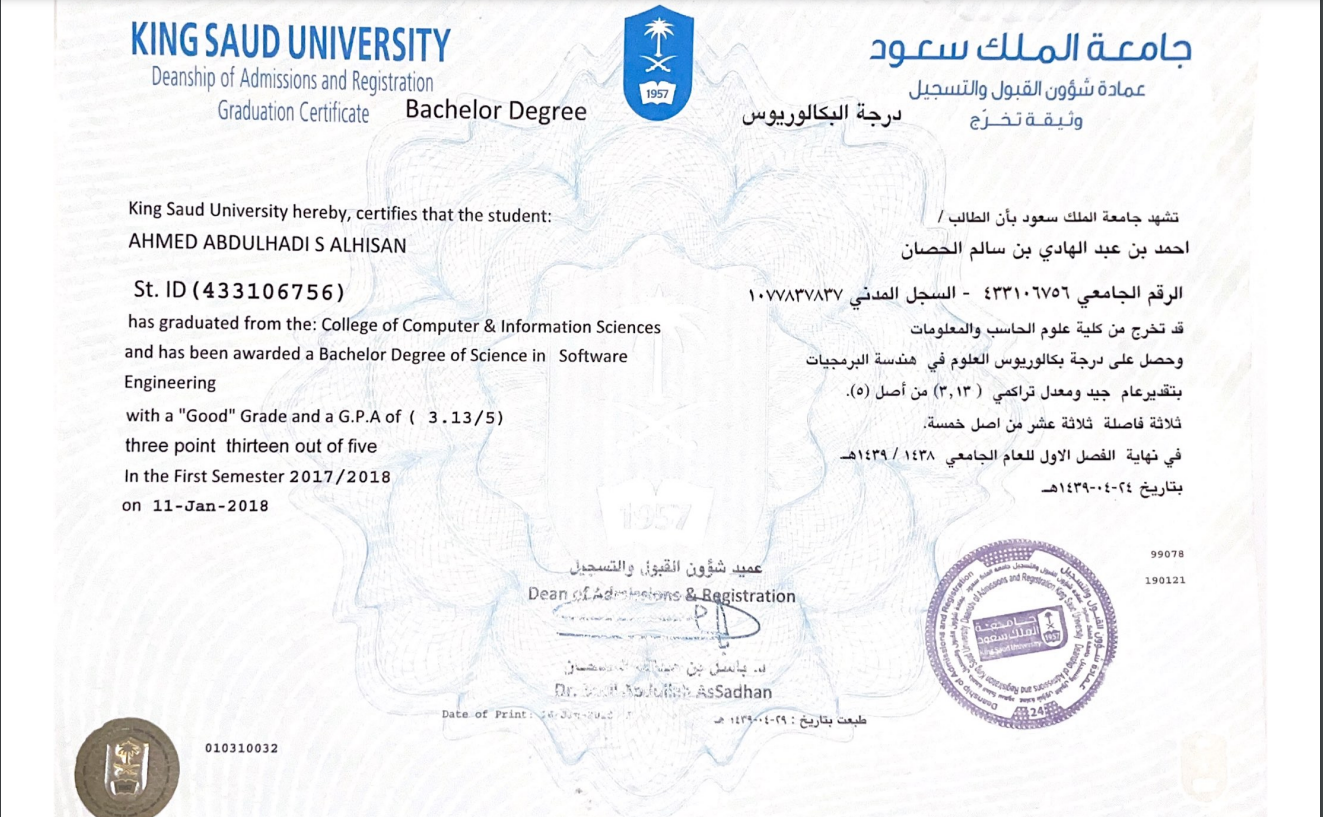 KING SAUD UNIVERSITY
Deanship of Admissions and Registration
Graduation Certificate
Bachelor Degree
1957
جامعة الملك سعود
عمادة شؤون القبول والتسجيل
وثيقة تخرّج
درجة البكالوريوس
King Saud University hereby, certifies that the student:
AHMED ABDULHADI S ALHISAN
St. ID (433106756)
has graduated from the: College of Computer & Information Sciences
and has been awarded a Bachelor Degree of Science in Software
Engineering
with a "Good" Grade and a G.P.A of ( 3.13/5)
three point thirteen out of five
In the First Semester 2017/2018
on 11-Jan-2018
تشهد جامعة الملك سعود بأن الطالب /
احمد بن عبد الهادي بن سالم الحصان
الرقم الجامعي ٤٣٣١٠٦٧٥٦ - السجل المدني ١٠٧٧٨٣٧٨٣٧
قد تخرج من كلية علوم الحاسب والمعلومات
وحصل على درجة بكالوريوس العلوم في هندسة البرمجيات
بتقديرعام جيد ومعدل تراكمي (٣,١٣ ) من أصل (٥).
ثلاثة فاصلة ثلاثة عشر من اصل خمسة.
في نهاية الفصل الاول للعام الجامعي ١٤٣٨ / ١٤٣٩هـ
بتاريخ ٢٤-٠٤-١٤٣٩هـ
1957
99078
190121
عميد شؤون القبول والتسجيل
Dean of Admissions & Registration
د. باسل بن
Dr. AsSadhan
Date of Print:
طبعت بتاريخ : ٢٩-٠٤-١٤٣٩ هـ
جامعة
الملك سعود
King Saud University
1957
Deanship of Admissions and Registration
010310032